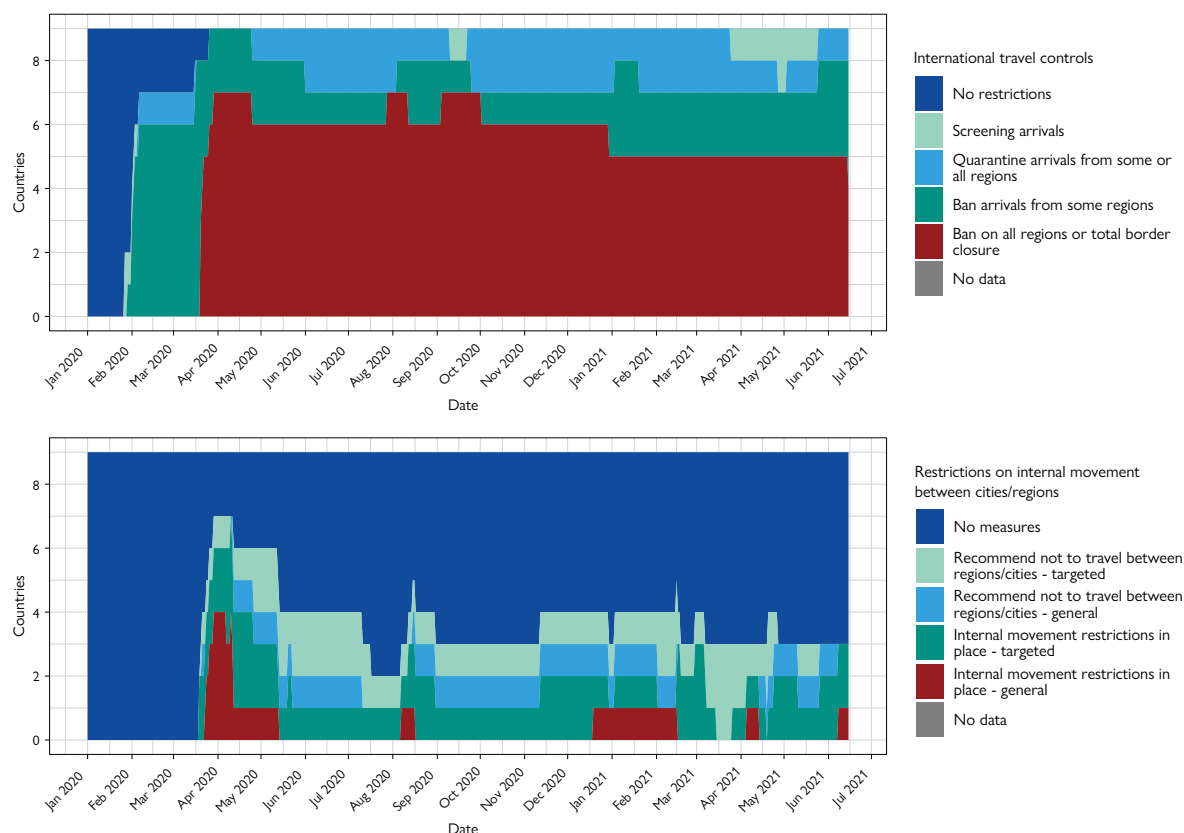 International travel controls
No restrictions
Screening arrivals
Quarantine arrivals from some or
all regions
Ban arrivals from some regions
Ban on all regions or total border
closure
No data
Countries
8
6
4
2
0
Jan 2020
Feb 2020
Mar 2020
Apr 2020
May 2020
Jun 2020
Jul 2020
Aug 2020
Sep 2020
Oct 2020
Nov 2020
Dec 2020
Jan 2021
Feb 2021
Mar 2021
Apr 2021
May 2021
Jun 2021
Jul 2021
Date
Restrictions on internal movement
between cities/regions
No measures
Recommend not to travel between
regions/cities - targeted
Recommend not to travel between
regions/cities - general
Internal movement restrictions in
place - targeted
Internal movement restrictions in
place - general
No data
Countries
8
6
4
2
0
Jan 2020
Feb 2020
Mar 2020
Apr 2020
May 2020
Jun 2020
Jul 2020
Aug 2020
Sep 2020
Oct 2020
Nov 2020
Dec 2020
Jan 2021
Feb 2021
Mar 2021
Apr 2021
May 2021
Jun 2021
Jul 2021
Date